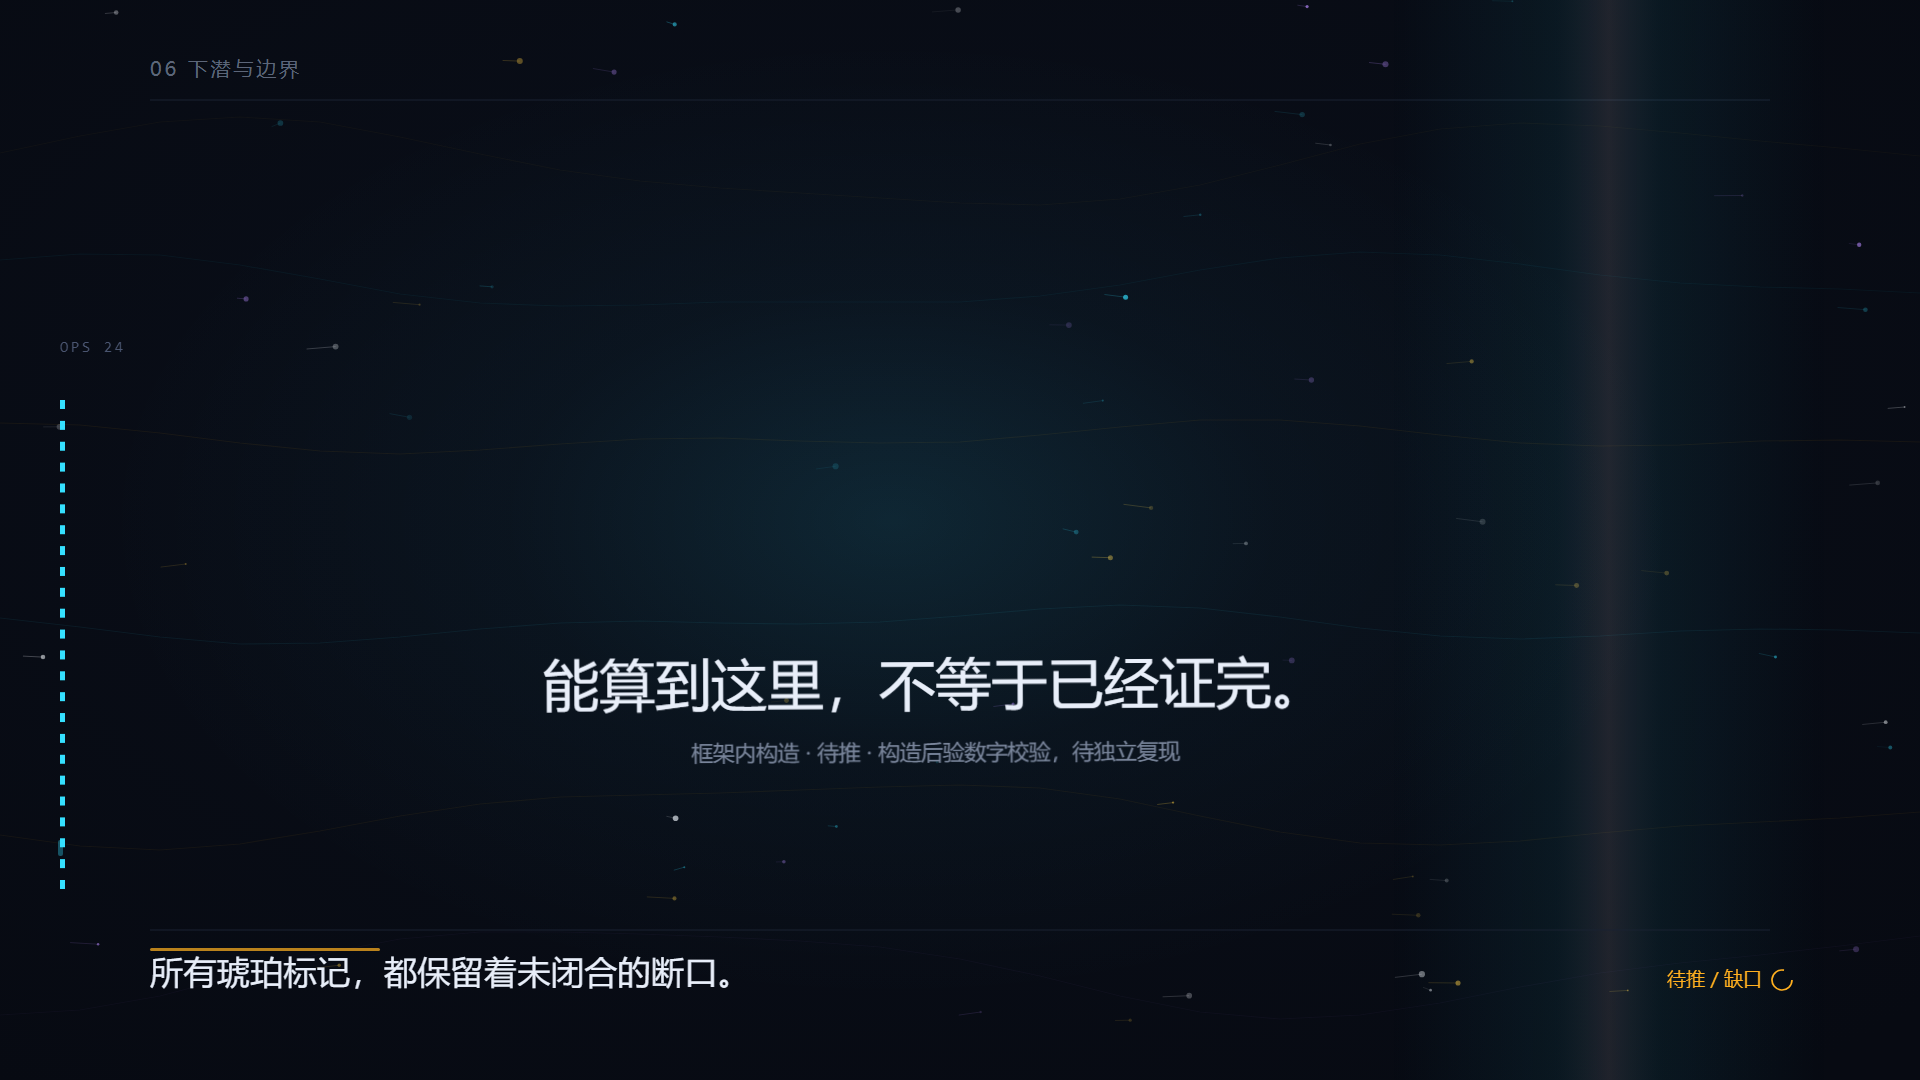 06 下潜与边界
OPS 24
能算到这里，不等于已经证完。
框架内构造 · 待推 · 构造后验数字校验，待独立复现
所有琥珀标记，都保留着未闭合的断口。
待推 / 缺口